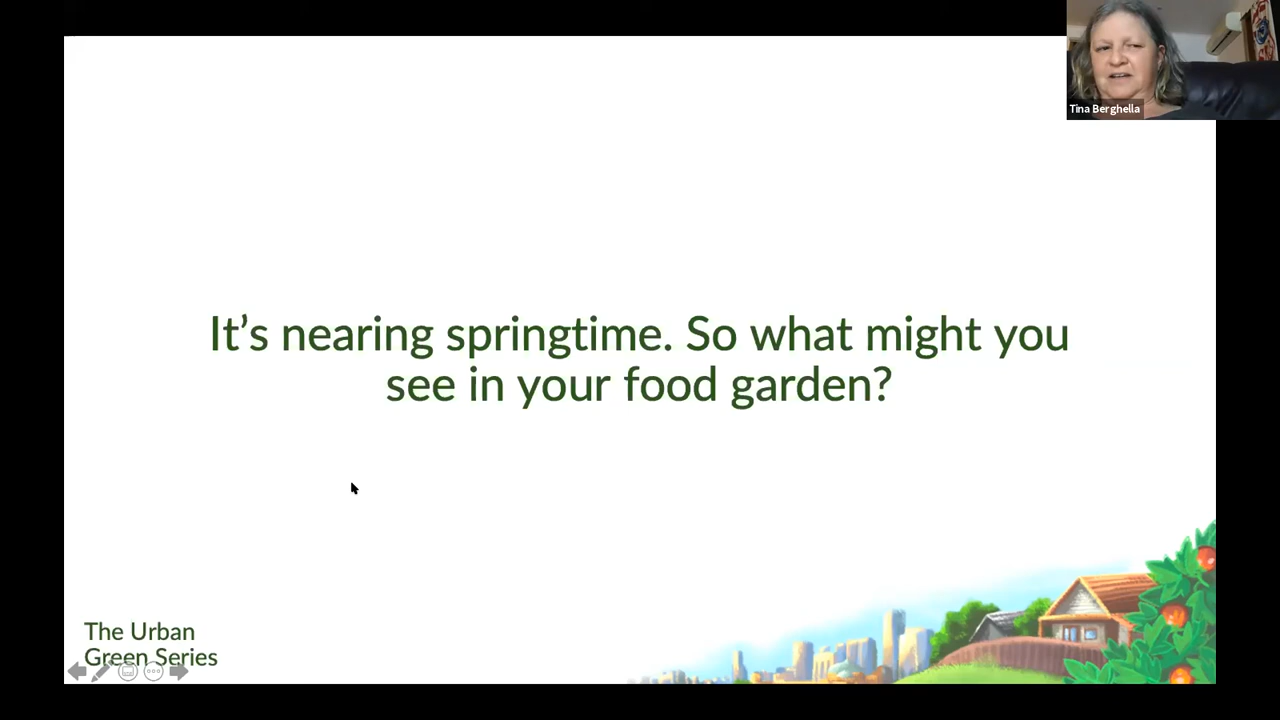 Tina Berghella
It's nearing springtime. So what might you
see in your food garden?
The Urban
Green Series